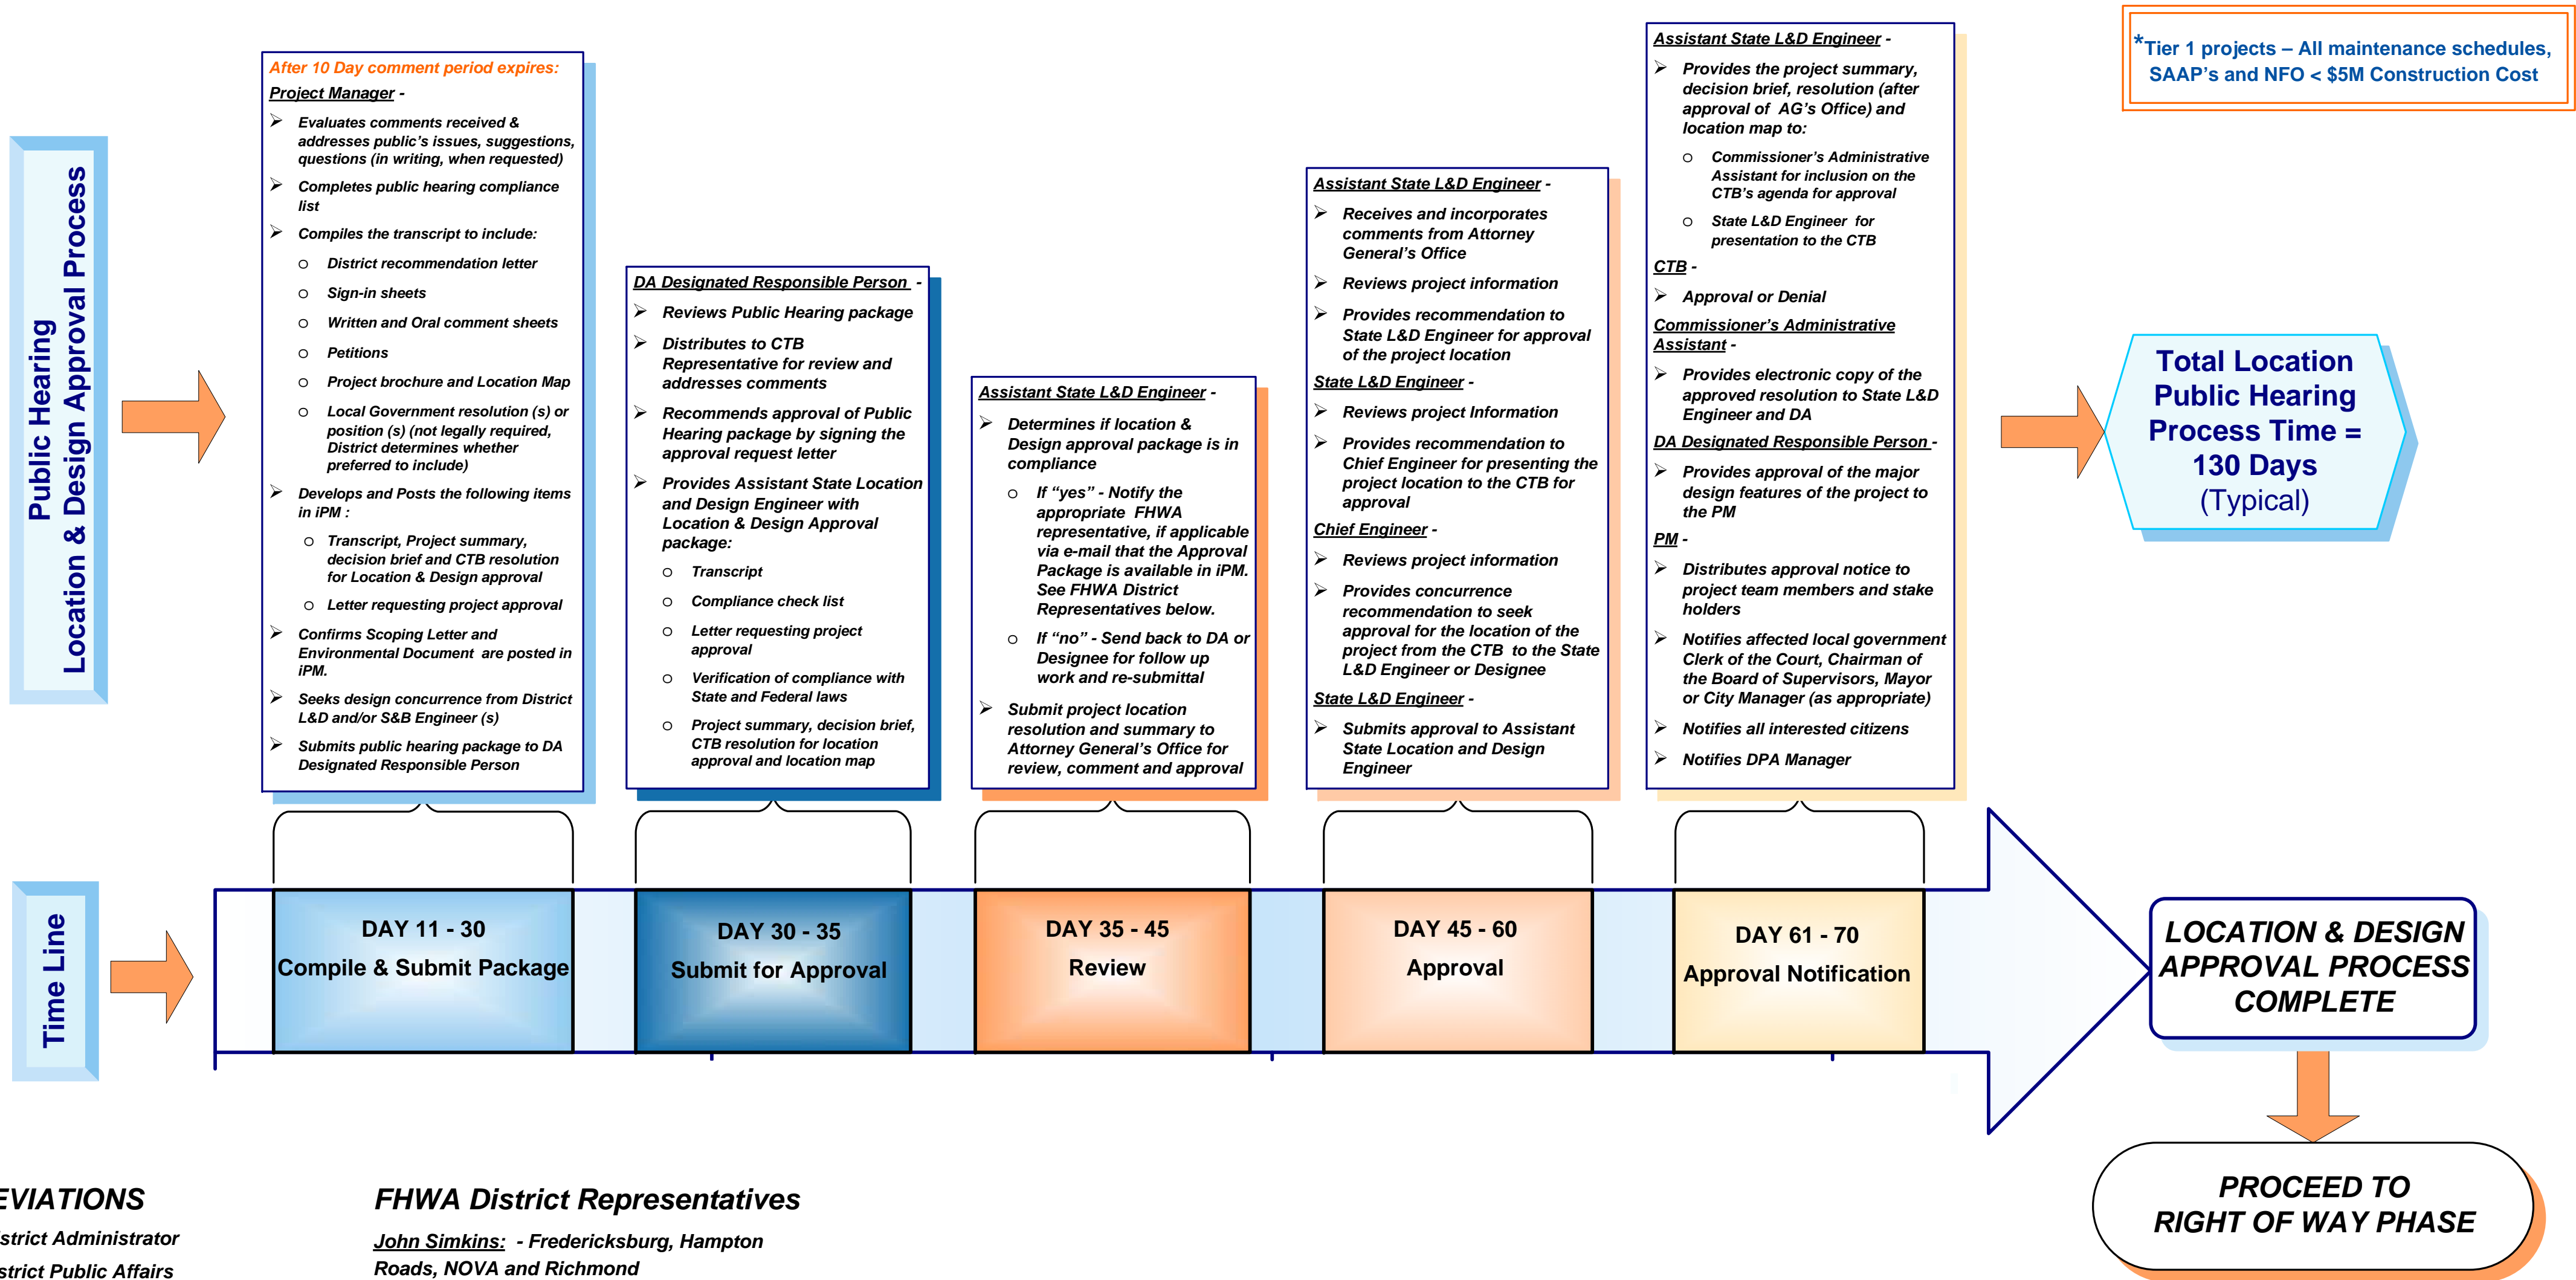 Public Hearing
Location & Design Approval Process
After 10 Day comment period expires:
Project Manager -
➢ Evaluates comments received &
addresses public's issues, suggestions,
questions (in writing, when requested)
➢ Completes public hearing compliance
list
➢ Compiles the transcript to include:
o District recommendation letter
o Sign-in sheets
o Written and Oral comment sheets
o Petitions
o Project brochure and Location Map
o Local Government resolution (s) or
position (s) (not legally required,
District determines whether
preferred to include)
➢ Develops and Posts the following items
in iPM :
o Transcript, Project summary,
decision brief and CTB resolution
for Location & Design approval
o Letter requesting project approval
➢ Confirms Scoping Letter and
Environmental Document are posted in
iPM.
➢ Seeks design concurrence from District
L&D and/or S&B Engineer (s)
➢ Submits public hearing package to DA
Designated Responsible Person
DA Designated Responsible Person -
➢ Reviews Public Hearing package
➢ Distributes to CTB
Representative for review and
addresses comments
➢ Recommends approval of Public
Hearing package by signing the
approval request letter
➢ Provides Assistant State Location
and Design Engineer with
Location & Design Approval
package:
o Transcript
o Compliance check list
o Letter requesting project
approval
o Verification of compliance with
State and Federal laws
o Project summary, decision brief,
CTB resolution for location
approval and location map
Assistant State L&D Engineer -
➢ Determines if location &
Design approval package is in
compliance
o If “yes” - Notify the
appropriate FHWA
representative, if applicable
via e-mail that the Approval
Package is available in iPM.
See FHWA District
Representatives below.
o If “no” - Send back to DA or
Designee for follow up
work and re-submittal
➢ Submit project location
resolution and summary to
Attorney General's Office for
review, comment and approval
Assistant State L&D Engineer -
➢ Receives and incorporates
comments from Attorney
General's Office
➢ Reviews project information
➢ Provides recommendation to
State L&D Engineer for approval
of the project location
State L&D Engineer -
➢ Reviews project Information
➢ Provides recommendation to
Chief Engineer for presenting the
project location to the CTB for
approval
Chief Engineer -
➢ Reviews project information
➢ Provides concurrence
recommendation to seek
approval for the location of the
project from the CTB to the State
L&D Engineer or Designee
State L&D Engineer -
➢ Submits approval to Assistant
State Location and Design
Engineer
Assistant State L&D Engineer -
➢ Provides the project summary,
decision brief, resolution (after
approval of AG's Office) and
location map to:
o Commissioner's Administrative
Assistant for inclusion on the
CTB's agenda for approval
o State L&D Engineer for
presentation to the CTB
CTB -
➢ Approval or Denial
Commissioner's Administrative
Assistant -
➢ Provides electronic copy of the
approved resolution to State L&D
Engineer and DA
DA Designated Responsible Person -
➢ Provides approval of the major
design features of the project to
the PM
PM -
➢ Distributes approval notice to
project team members and stake
holders
➢ Notifies affected local government
Clerk of the Court, Chairman of
the Board of Supervisors, Mayor
or City Manager (as appropriate)
➢ Notifies all interested citizens
➢ Notifies DPA Manager
*Tier 1 projects – All maintenance schedules,
SAAP's and NFO < $5M Construction Cost
Total Location
Public Hearing
Process Time =
130 Days
(Typical)
Time Line
DAY 11 - 30
Compile & Submit Package
DAY 30 - 35
Submit for Approval
DAY 35 - 45
Review
DAY 45 - 60
Approval
DAY 61 - 70
Approval Notification
LOCATION & DESIGN
APPROVAL PROCESS
COMPLETE
PROCEED TO
RIGHT OF WAY PHASE
EVIATIONS
strict Administrator
strict Public Affairs
FHWA District Representatives
John Simkins: - Fredericksburg, Hampton
Roads, NOVA and Richmond